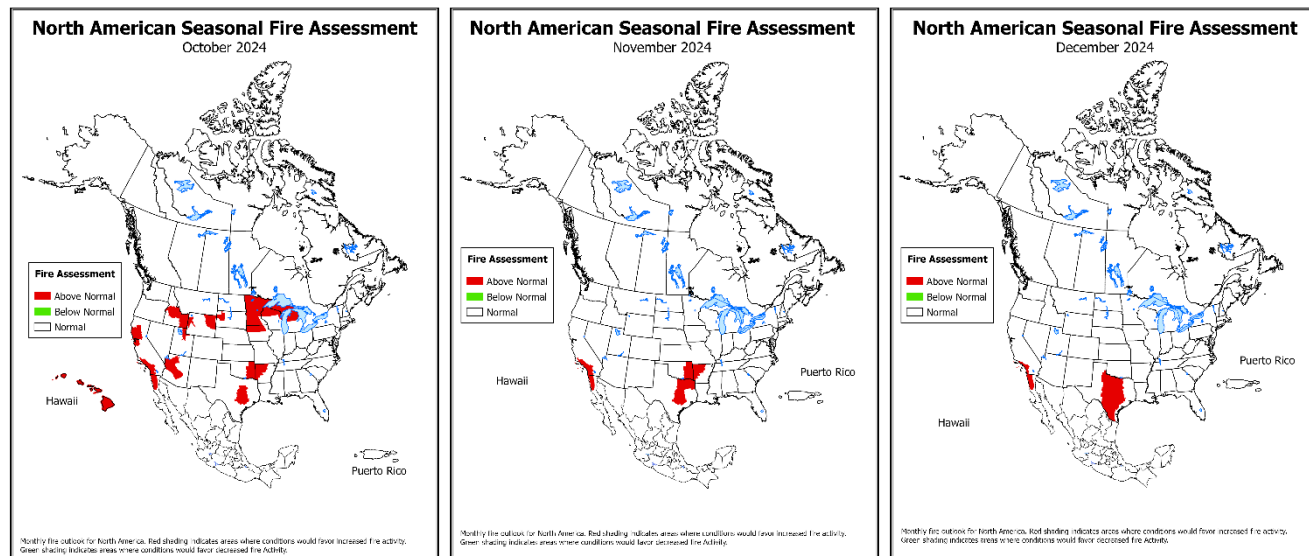 North American Seasonal Fire Assessment
October 2024
Fire Assessment
Above Normal
Below Normal
Normal
Hawaii
Puerto Rico
Monthly fire outlook for North America. Red shading indicates areas where conditions would favor increased fire activity.
Green shading indicates areas where conditions would favor decreased fire Activity.
North American Seasonal Fire Assessment
November 2024
Fire Assessment
Above Normal
Below Normal
Normal
Hawaii
Puerto Rico
Monthly fire outlook for North America. Red shading indicates areas where conditions would favor increased fire activity.
Green shading indicates areas where conditions would favor decreased fire Activity.
North American Seasonal Fire Assessment
December 2024
Fire Assessment
Above Normal
Below Normal
Normal
Hawaii
Puerto Rico
Monthly fire outlook for North America. Red shading indicates areas where conditions would favor increased fire activity.
Green shading indicates areas where conditions would favor decreased fire Activity.